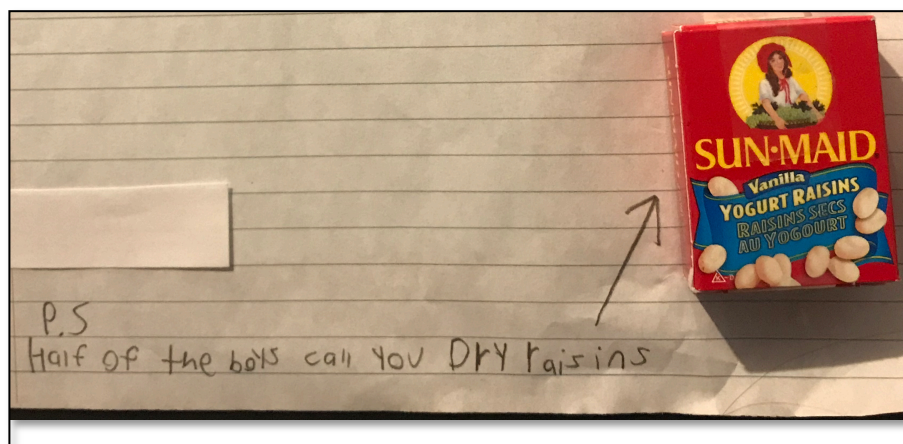 SUN·MAID
Vanilla
YOGURT RAISINS
RAISINS SECS
AU YOGOURT
P.S
Half of the boys call you Dry raisins